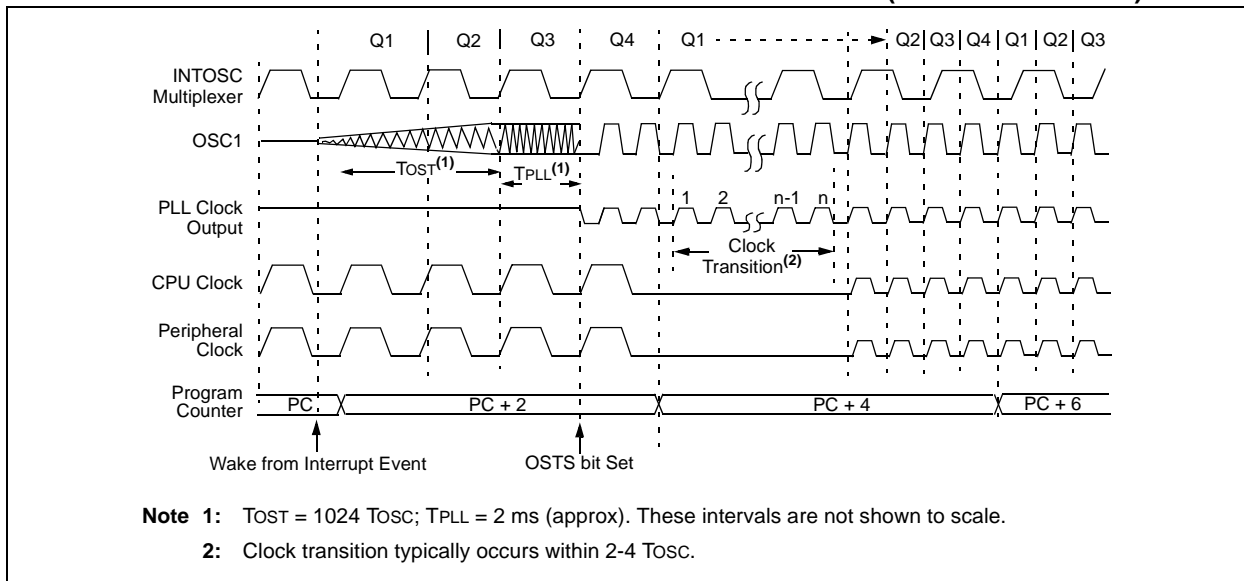 Q1 Q2 Q3 Q4 Q1 Q2 Q3 Q4 Q1 Q2 Q3
INTOSC
Multiplexer
OSC1
TOST(1)
TPLL(1)
PLL Clock
Output
1 2 n-1 n
Clock
Transition(2)
CPU Clock
Peripheral
Clock
Program
Counter
PC PC + 2 PC + 4 PC + 6
Wake from Interrupt Event OSTS bit Set
Note 1: TOST = 1024 TOSC; TPLL = 2 ms (approx). These intervals are not shown to scale.
2: Clock transition typically occurs within 2-4 TOSC.